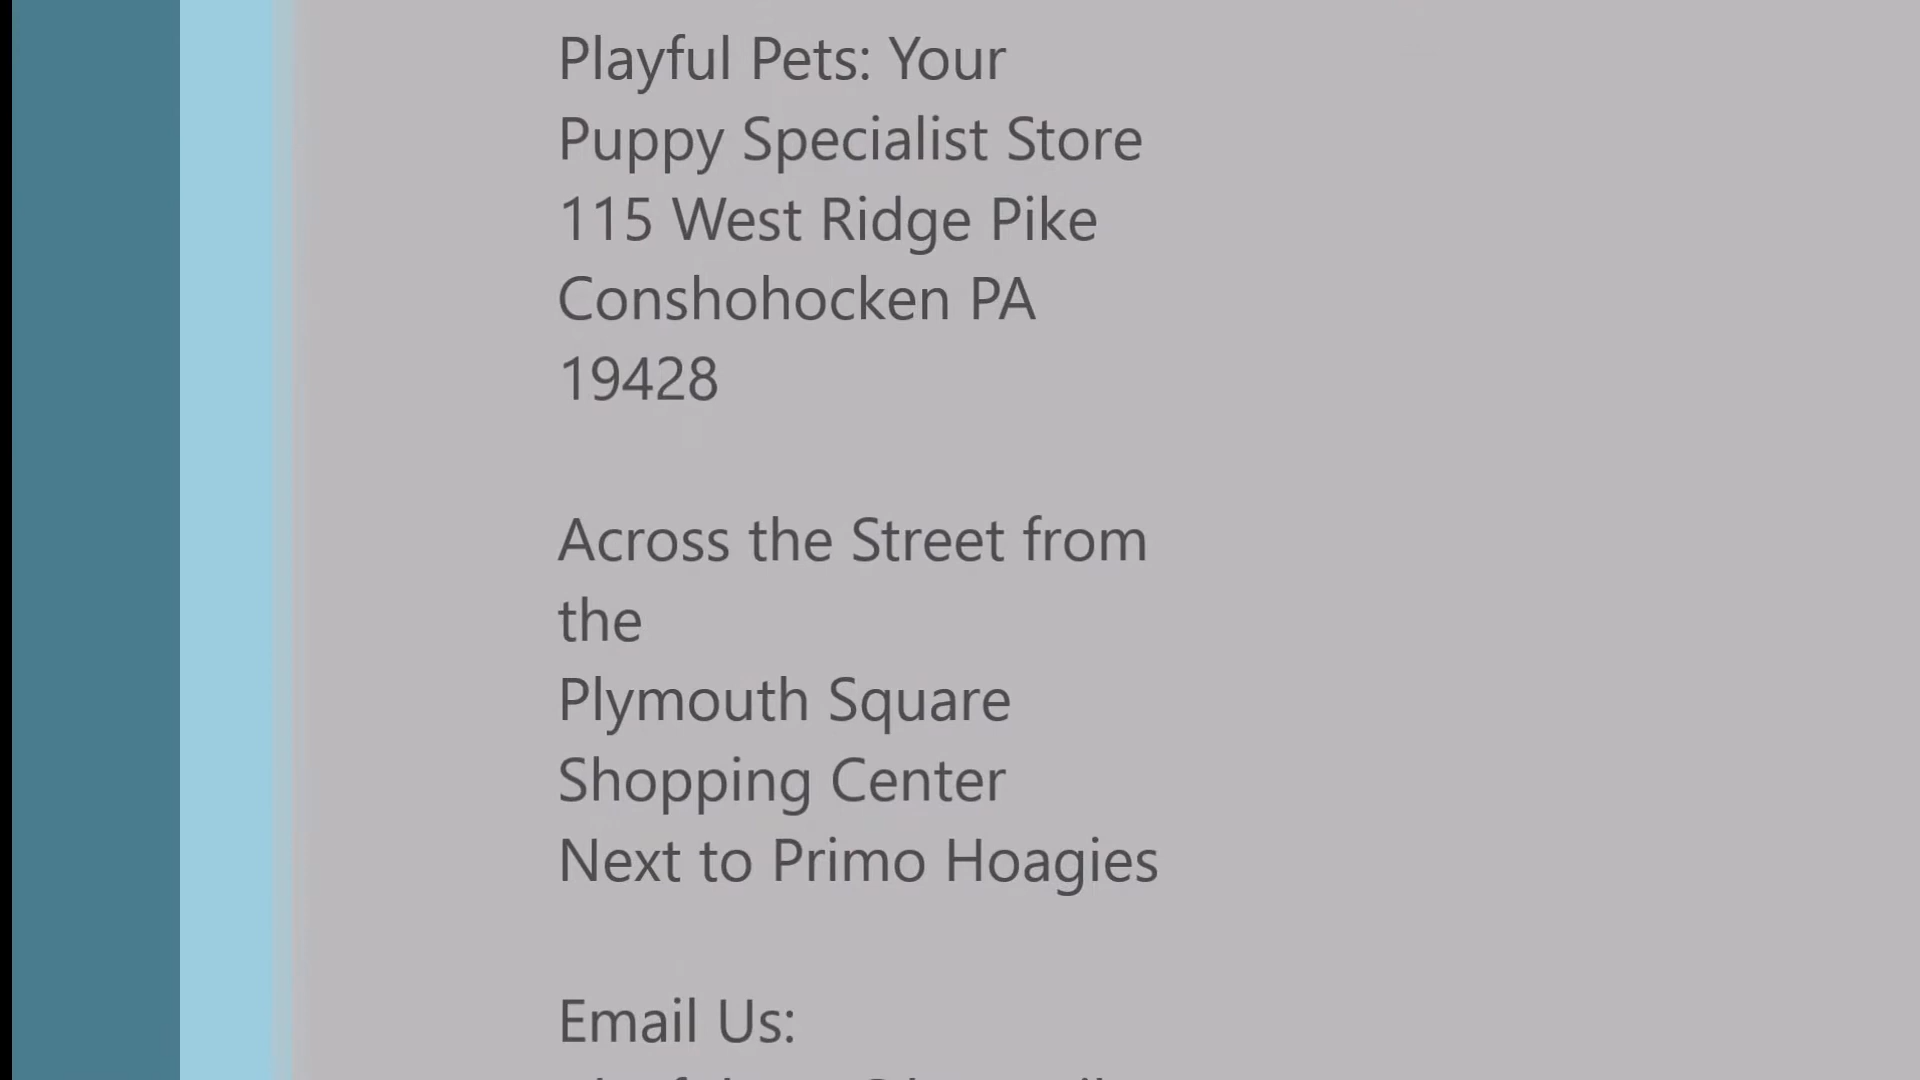 Playful Pets: Your
Puppy Specialist Store
115 West Ridge Pike
Conshohocken PA
19428
Across the Street from
the
Plymouth Square
Shopping Center
Next to Primo Hoagies
Email Us: